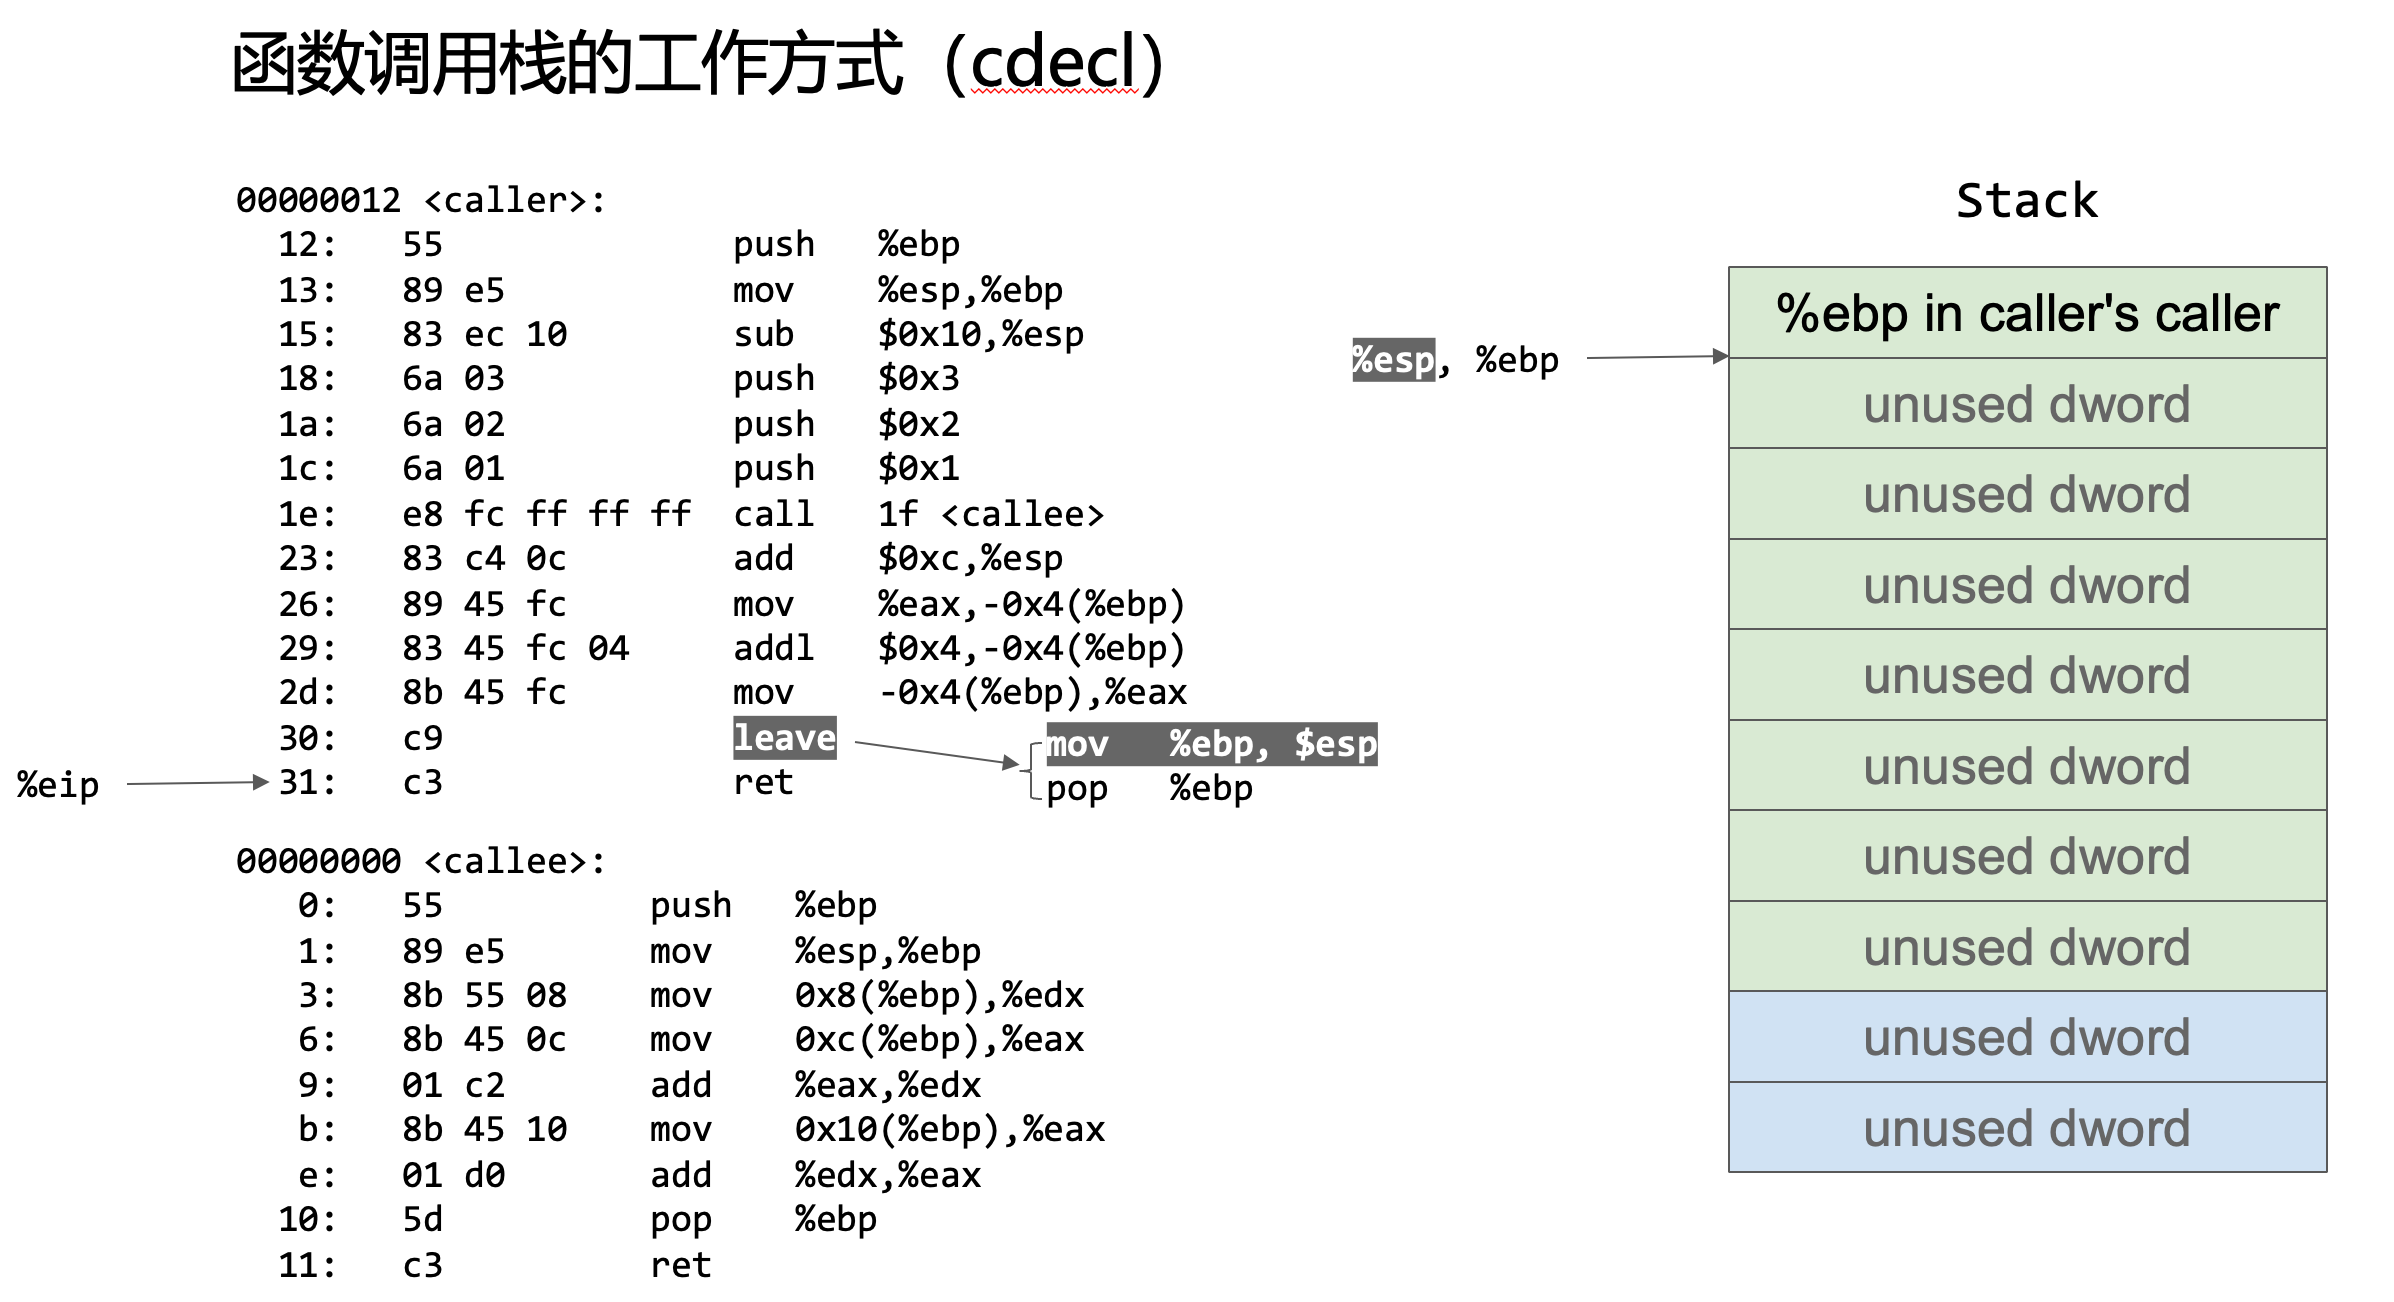 函数调用栈的工作方式（cdecl）
00000012 <caller>:
12: 55 push %ebp
13: 89 e5 mov %esp,%ebp
15: 83 ec 10 sub $0x10,%esp
18: 6a 03 push $0x3
1a: 6a 02 push $0x2
1c: 6a 01 push $0x1
1e: e8 fc ff ff ff call 1f <callee>
23: 83 c4 0c add $0xc,%esp
26: 89 45 fc mov %eax,-0x4(%ebp)
29: 83 45 fc 04 addl $0x4,-0x4(%ebp)
2d: 8b 45 fc mov -0x4(%ebp),%eax
30: c9 leave
31: c3 ret
%eip
mov %ebp, $esp
pop %ebp
00000000 <callee>:
0: 55 push %ebp
1: 89 e5 mov %esp,%ebp
3: 8b 55 08 mov 0x8(%ebp),%edx
6: 8b 45 0c mov 0xc(%ebp),%eax
9: 01 c2 add %eax,%edx
b: 8b 45 10 mov 0x10(%ebp),%eax
e: 01 d0 add %edx,%eax
10: 5d pop %ebp
11: c3 ret
Stack
%esp, %ebp
%ebp in caller's caller
unused dword
unused dword
unused dword
unused dword
unused dword
unused dword
unused dword
unused dword
unused dword